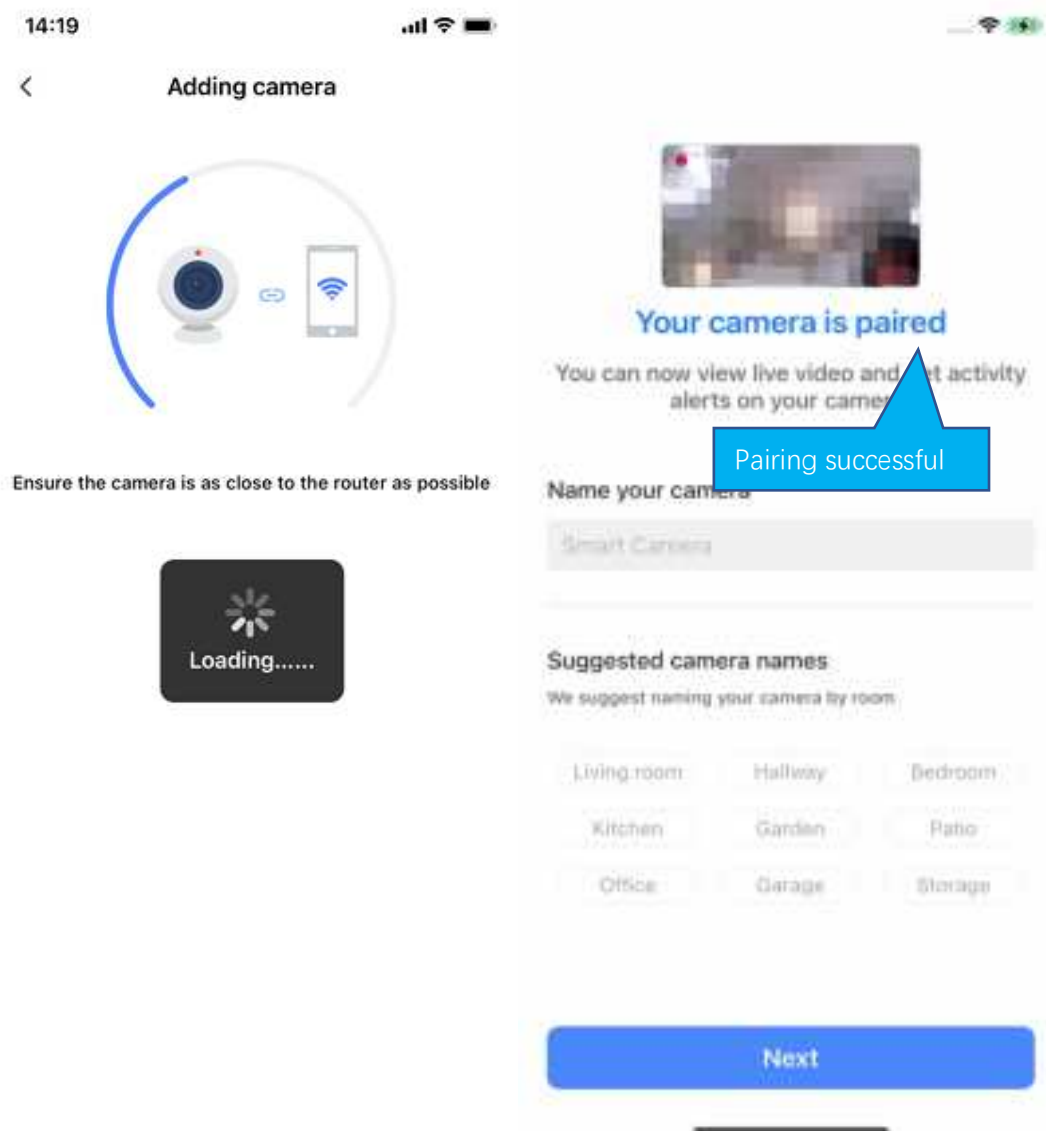 14:19
Adding camera
Ensure the camera is as close to the router as possible
Loading......
Your camera is paired
You can now view live video and activity
alerts on your
Pairing successful
Name your camera
Smart Camera
Suggested camera names
We suggest naming your camera by room
Living room Hallway Bedroom
Kitchen Garden Patio
Office Garage Storage
Next